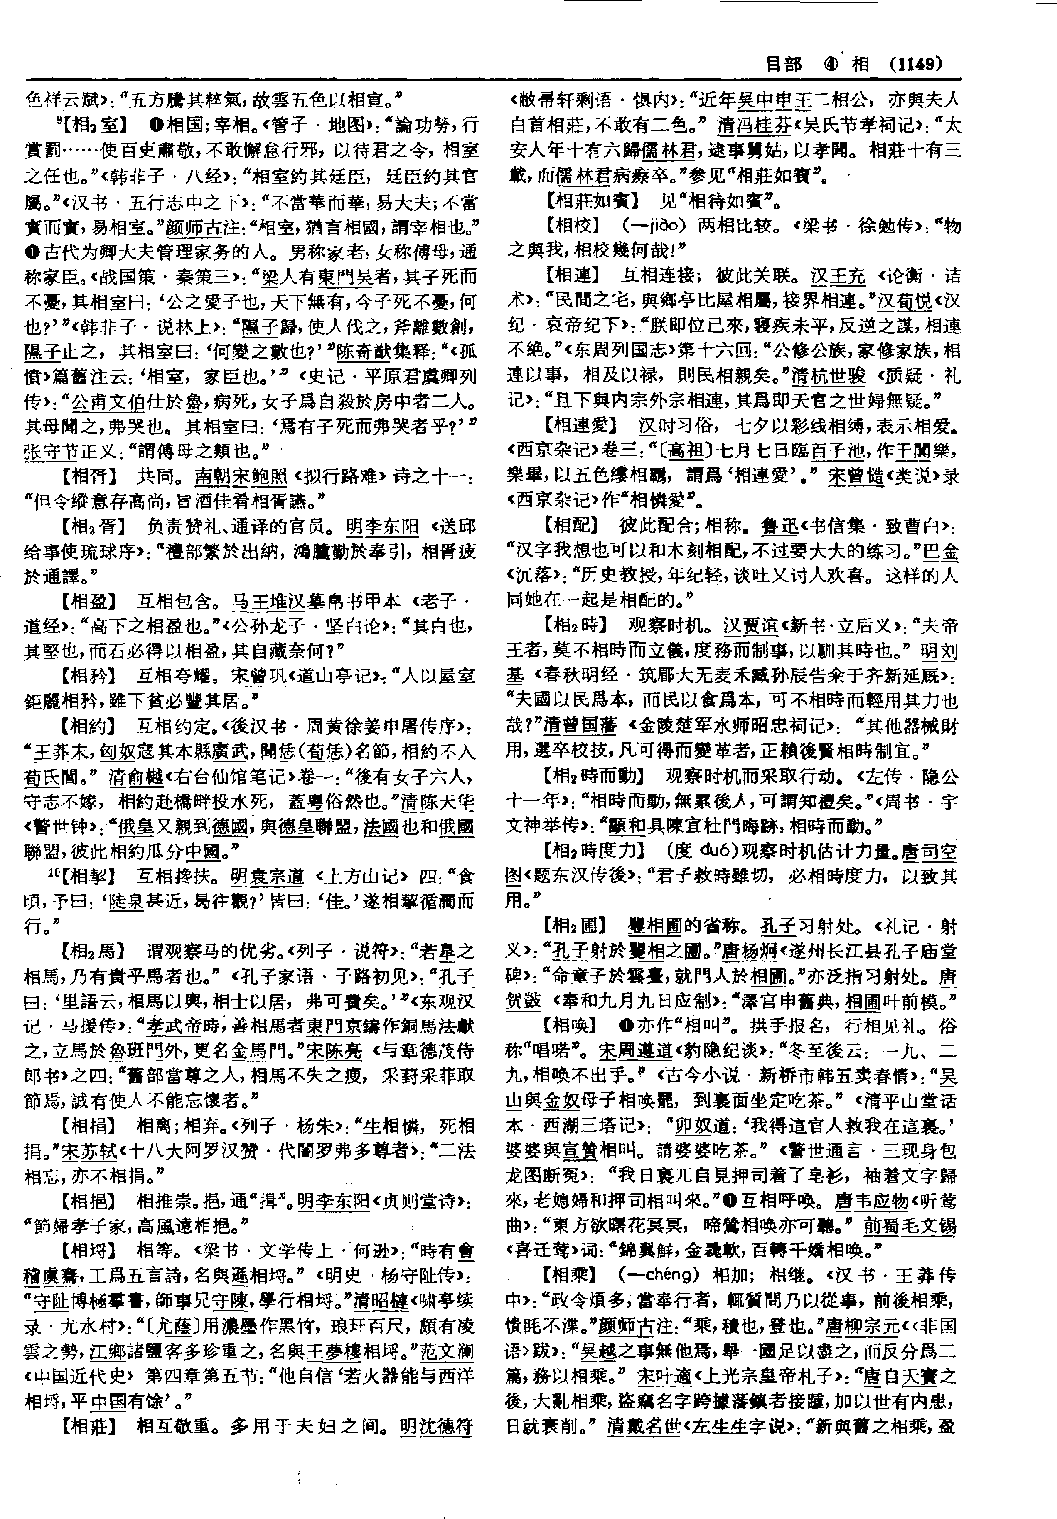 目部 ④ 相 (1149)
色祥云赋》：“五方騰其粹氣，故雲五色以相宣。”
⁹【相₂室】 ❶相国；宰相。《管子·地图》：“論功勞，行
賞罰……使百吏肅敬，不敢懈怠行邪，以待君之令，相室
之任也。”《韩非子·八经》：“相室約其廷臣，廷臣約其官
屬。”《汉书·五行志中之下》：“不當華而華，易大夫；不當
實而實，易相室。”颜师古注：“相室，猶言相國，謂宰相也。”
❷古代为卿大夫管理家务的人。男称家老，女称傅母，通
称家臣。《战国策·秦策三》：“梁人有東門吴者，其子死而
不憂，其相室曰：‘公之愛子也，天下無有，今子死不憂，何
也？’”《韩非子·说林上》：“隰子歸，使人伐之，斧離數創，
隰子止之，其相室曰：‘何變之數也？’”陈奇猷集释：“《孤
憤》篇舊注云：‘相室，家臣也。’”《史记·平原君虞卿列
传》：“公甫文伯仕於魯，病死，女子爲自殺於房中者二人。
其母聞之，弗哭也。其相室曰：‘焉有子死而弗哭者乎？’”
张守节正义：“謂傅母之類也。”
【相胥】 共同。南朝宋鲍照《拟行路难》诗之十一：
“但令縱意存高尚，旨酒佳肴相胥讌。”
【相₂胥】 负责赞礼、通译的官员。明李东阳《送邱
给事使琉球序》：“禮部繁於出納，鴻臚勤於奉引，相胥疲
於通譯。”
【相盈】 互相包含。马王堆汉墓帛书甲本《老子·
道经》：“高下之相盈也。”《公孙龙子·坚白论》：“其白也，
其堅也，而石必得以相盈，其自藏奈何？”
【相矜】 互相夸耀。宋曾巩《道山亭记》：“人以屋室
鉅麗相矜，雖下貧必豐其居。”
【相約】 互相约定。《後汉书·周黄徐姜申屠传序》：
“王莽末，匈奴寇其本縣廣武，聞恁（荀恁）名節，相約不入
荀氏閭。”清俞樾《右台仙馆笔记》卷一：“後有女子六人，
守志不嫁，相約赴橋畔投水死，蓋粤俗然也。”清陈天华
《警世钟》：“俄皇又親到德國，與德皇聯盟，法國也和俄國
聯盟，彼此相約瓜分中國。”
¹⁰【相挐】 互相搀扶。明袁宗道《上方山记》四：“食
頃，予曰：‘陡泉甚近，曷往觀？’皆曰：‘佳。’遂相挐循澗而
行。”
【相₂馬】 谓观察马的优劣。《列子·说符》：“若臯之
相馬，乃有貴乎馬者也。”《孔子家语·子路初见》：“孔子
曰：‘里語云，相馬以輿，相士以居，弗可廢矣。’”《东观汉
记·马援传》：“孝武帝時，善相馬者東門京鑄作銅馬法獻
之，立馬於魯班門外，更名金馬門。”宋陈亮《与章德茂侍
郎书》之四：“舊部當尊之人，相馬不失之瘦，采葑采菲取
節焉，誠有使人不能忘懷者。”
【相捐】 相离；相弃。《列子·杨朱》：“生相憐，死相
捐。”宋苏轼《十八大阿罗汉赞·代闍罗弗多尊者》：“二法
相忘，亦不相捐。”
【相挹】 相推崇。挹，通“揖”。明李东阳《贞则堂诗》：
“節婦孝子家，高風遠相挹。”
【相埒】 相等。《梁书·文学传上·何逊》：“時有會
稽虞騫，工爲五言詩，名與遜相埒。”《明史·杨守阯传》：
“守阯博極羣書，師事兄守陳，學行相埒。”清昭槤《啸亭续
录·尤水村》：“〔尤蔭〕用濃墨作黑竹，琅玕百尺，頗有凌
雲之勢，江鄉諸鹽客多珍重之，名與王夢樓相埒。”范文澜
《中国近代史》第四章第五节：“他自信‘若火器能与西洋
相埒，平中国有馀’。”
【相莊】 相互敬重。多用于夫妇之间。明沈德符
《敝帚轩剩语·惧内》：“近年吴中申王二相公，亦與夫人
白首相莊，不敢有二色。”清冯桂芬《吴氏节孝祠记》：“太
安人年十有六歸儒林君，逮事舅姑，以孝聞。相莊十有三
載，而儒林君病瘵卒。”参见“相莊如賓”。
【相莊如賓】 见“相待如賓”。
【相校】 （—jiào）两相比较。《梁书·徐勉传》：“物
之與我，相校幾何哉！”
【相連】 互相连接；彼此关联。汉王充《论衡·诘
术》：“民間之宅，與鄉亭比屋相屬，接界相連。”汉荀悦《汉
纪·哀帝纪下》：“朕即位已來，寢疾未平，反逆之謀，相連
不絶。”《东周列国志》第十六回：“公修公族，家修家族，相
連以事，相及以禄，則民相親矣。”清杭世骏《质疑·礼
记》：“且下與内宗外宗相連，其爲即天官之世婦無疑。”
【相連愛】 汉时习俗，七夕以彩线相缚，表示相爱。
《西京杂记》卷三：“〔高祖〕七月七日臨百子池，作于闐樂，
樂畢，以五色縷相羈，謂爲‘相連愛’。”宋曾慥《类说》录
《西京杂记》作“相憐愛”。
【相配】 彼此配合；相称。鲁迅《书信集·致曹白》：
“汉字我想也可以和木刻相配，不过要大大的练习。”巴金
《沉落》：“历史教授，年纪轻，谈吐又讨人欢喜。这样的人
同她在一起是相配的。”
【相₂時】 观察时机。汉贾谊《新书·立后义》：“夫帝
王者，莫不相時而立儀，度務而制事，以馴其時也。”明刘
基《春秋明经·筑郿大无麦禾臧孙辰告籴于齐新延厩》：
“夫國以民爲本，而民以食爲本，可不相時而輕用其力也
哉？”清曾国藩《金陵楚军水师昭忠祠记》：“其他器械財
用，選卒校技，凡可得而變革者，正賴後賢相時制宜。”
【相₂時而動】 观察时机而采取行动。《左传·隐公
十一年》：“相時而動，無累後人，可謂知禮矣。”《周书·宇
文神举传》：“顯和具陳宜杜門晦跡，相時而動。”
【相₂時度力】 （度 duó）观察时机估计力量。唐司空
图《题东汉传後》：“君子救時雖切，必相時度力，以致其
用。”
【相₂圃】 矍相圃的省称。孔子习射处。《礼记·射
义》：“孔子射於矍相之圃。”唐杨炯《遂州长江县孔子庙堂
碑》：“命童子於雩臺，就門人於相圃。”亦泛指习射处。唐
贺敱《奉和九月九日应制》：“澤宫申舊典，相圃叶前模。”
【相唤】 ❶亦作“相叫”。拱手报名，行相见礼。俗
称“唱喏”。宋周遵道《豹隐纪谈》：“冬至後云：一九、二
九，相唤不出手。”《古今小说·新桥市韩五卖春情》：“吴
山與金奴母子相唤罷，到裏面坐定吃茶。”《清平山堂话
本·西湖三塔记》：“卯奴道：‘我得這官人救我在這裏。’
婆婆與宣贊相叫。請婆婆吃茶。”《警世通言·三现身包
龙图断冤》：“我日裏兀自見押司着了皂衫，袖着文字歸
來，老媳婦和押司相叫來。”❷互相呼唤。唐韦应物《听莺
曲》：“東方欲曙花冥冥，啼鶯相唤亦可聽。”前蜀毛文锡
《喜迁莺》词：“錦翼鮮，金毳軟，百轉千嬌相唤。”
【相乘】 （—chéng）相加；相继。《汉书·王莽传
中》：“政令煩多，當奉行者，輒質問乃以從事，前後相乘，
憒眊不渫。”颜师古注：“乘，積也，登也。”唐柳宗元《〈非国
语〉跋》：“吴越之事無他焉，舉一國足以盡之，而反分爲二
篇，務以相乘。”宋叶適《上光宗皇帝札子》：“唐自天寶之
後，大亂相乘，盜竊名字跨據藩鎮者接踵，加以世有内患，
日就衰削。”清戴名世《左生生字说》：“新與舊之相乘，盈